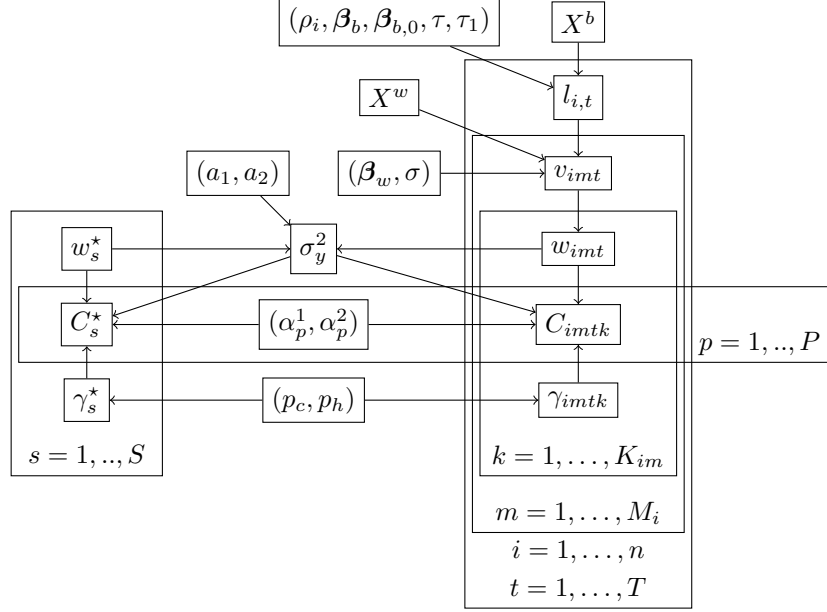 (ρ_i, β_b, β_{b,0}, τ, τ_1)
X^b
l_{i,t}
X^w
(a_1, a_2)
(β_w, σ)
v_{imt}
w_s^⋆
σ_y^2
w_{imt}
C_s^⋆
(α_p^1, α_p^2)
C_{imtk}
p = 1, .., P
γ_s^⋆
(p_c, p_h)
γ_{imtk}
s = 1, .., S
k = 1, . . . , K_{im}
m = 1, . . . , M_i
i = 1, . . . , n
t = 1, . . . , T